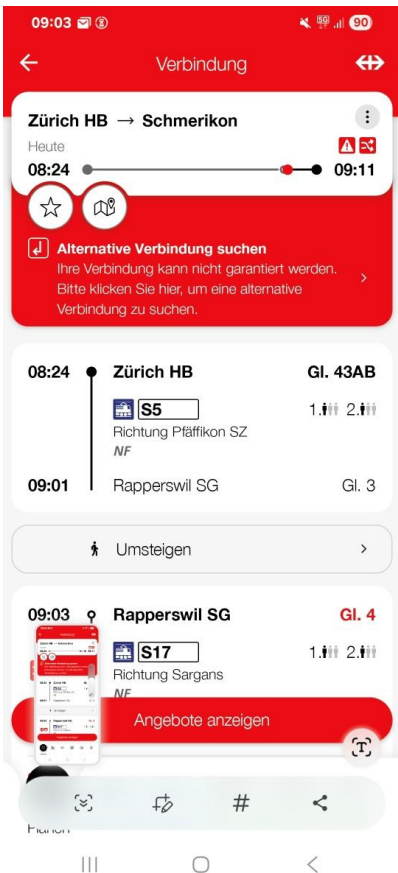 09:03 5G 90
Verbindung
Zürich HB → Schmerikon
Heute
08:24 09:11
Alternative Verbindung suchen
Ihre Verbindung kann nicht garantiert werden.
Bitte klicken Sie hier, um eine alternative
Verbindung zu suchen.
08:24 Zürich HB Gl. 43AB
S5 1. 2.
Richtung Pfäffikon SZ
NF
09:01 Rapperswil SG Gl. 3
Umsteigen
09:03 Rapperswil SG Gl. 4
S17 1. 2.
Richtung Sargans
NF
Angebote anzeigen
T
#